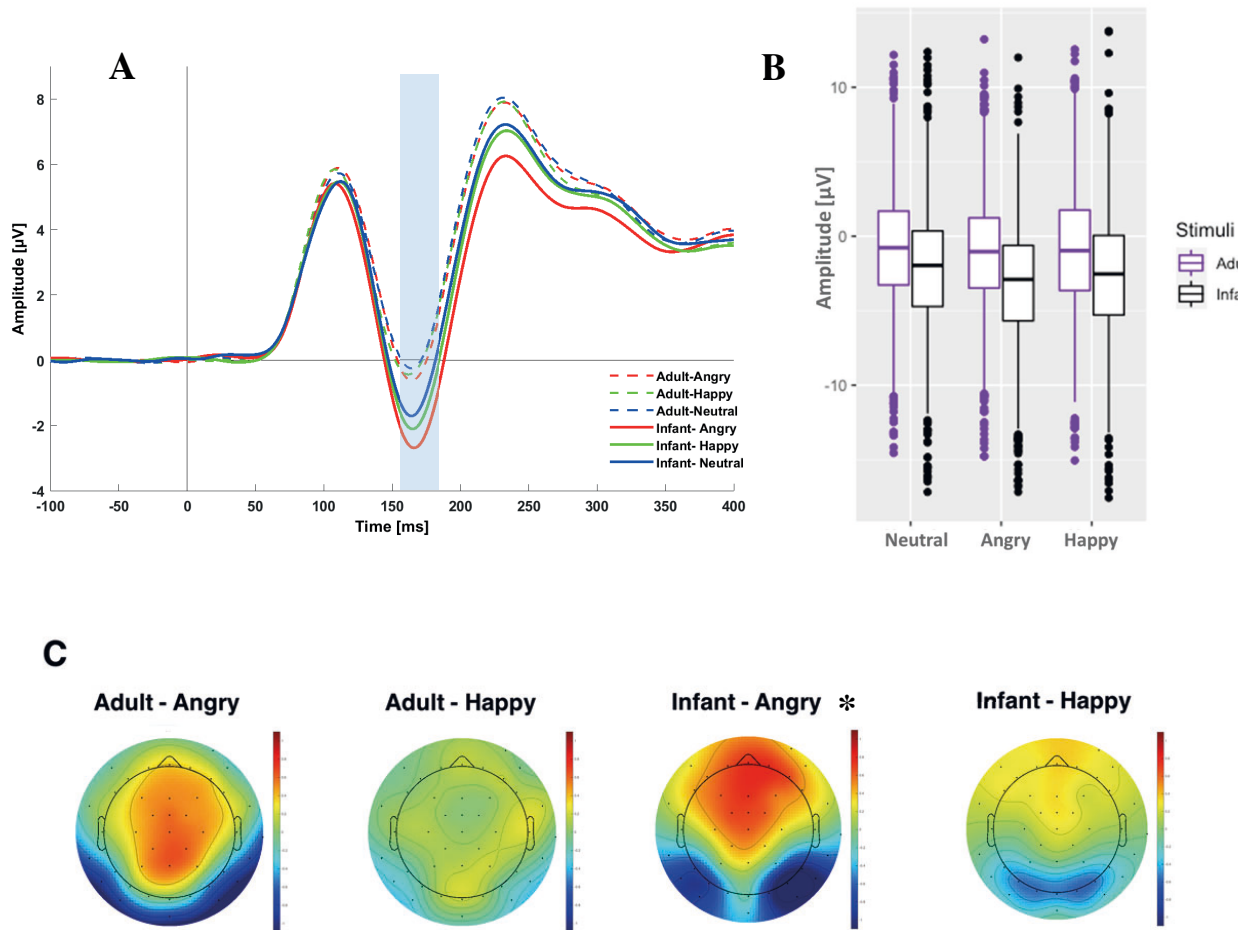 A
8
6
4
2
0
-2
-4
Amplitude [µV]
-100
-50
0
50
100
150
200
250
300
350
400
Time [ms]
Adult-Angry
Adult-Happy
Adult-Neutral
Infant- Angry
Infant- Happy
Infant- Neutral
B
10
0
-10
Amplitude [µV]
Neutral
Angry
Happy
Stimuli
Adu
Infa
C
Adult - Angry
Adult - Happy
Infant - Angry *
Infant - Happy